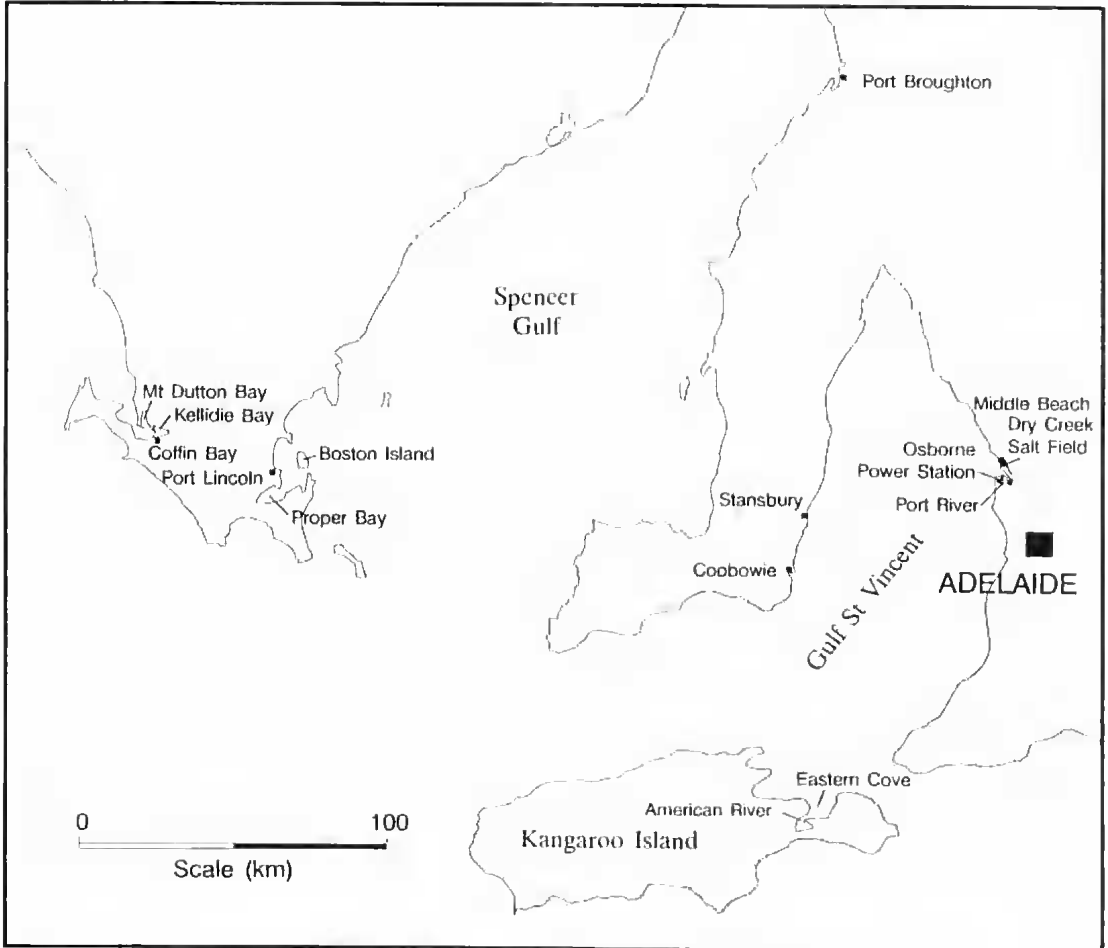 Port Broughton
Spencer
Gulf
Mt Dutton Bay
Kellidie Bay
Coffin Bay
Port Lincoln
Boston Island
Proper Bay
Middle Beach
Dry Creek
Salt Field
Osborne
Power Station
Port River
Stansbury
Coobowie
Gulf St Vincent
ADELAIDE
Eastern Cove
American River
Kangaroo Island
0 100
Scale (km)